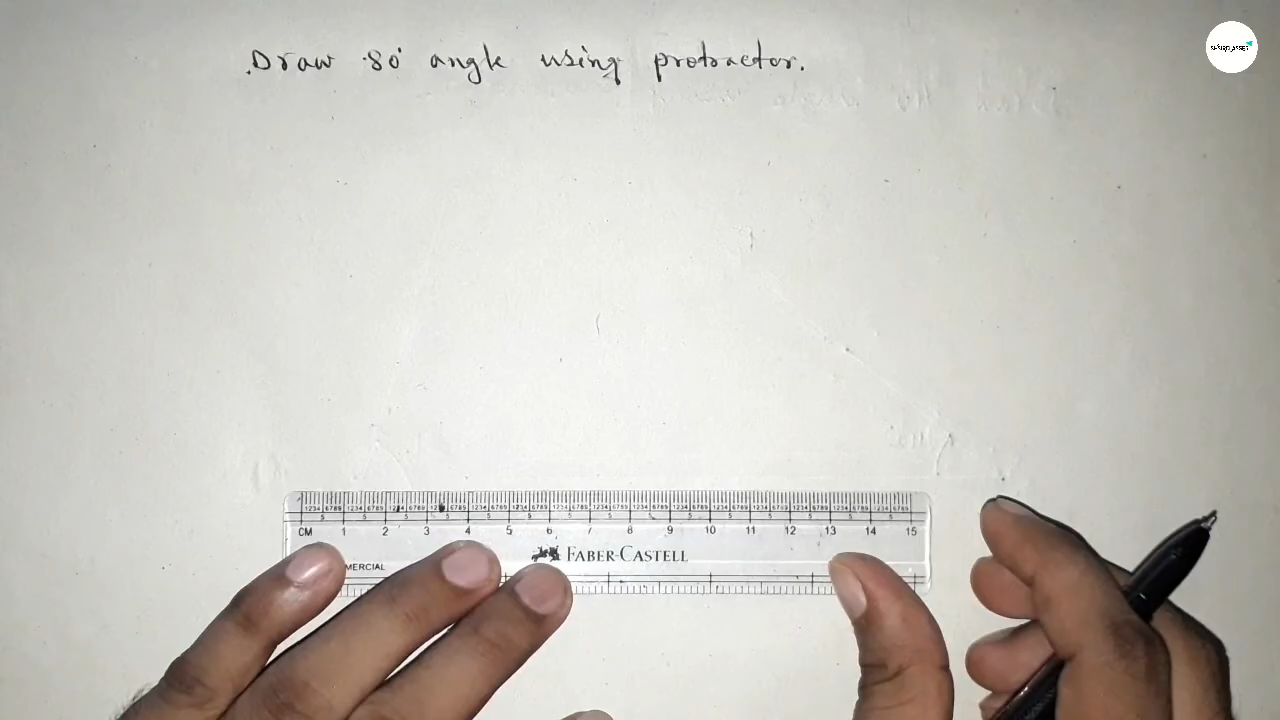 Draw 80° angle using protractor.
CM 1 2 3 4 5 6 7 8 9 10 11 12 13 14 15
FABER-CASTELL
MERCIAL